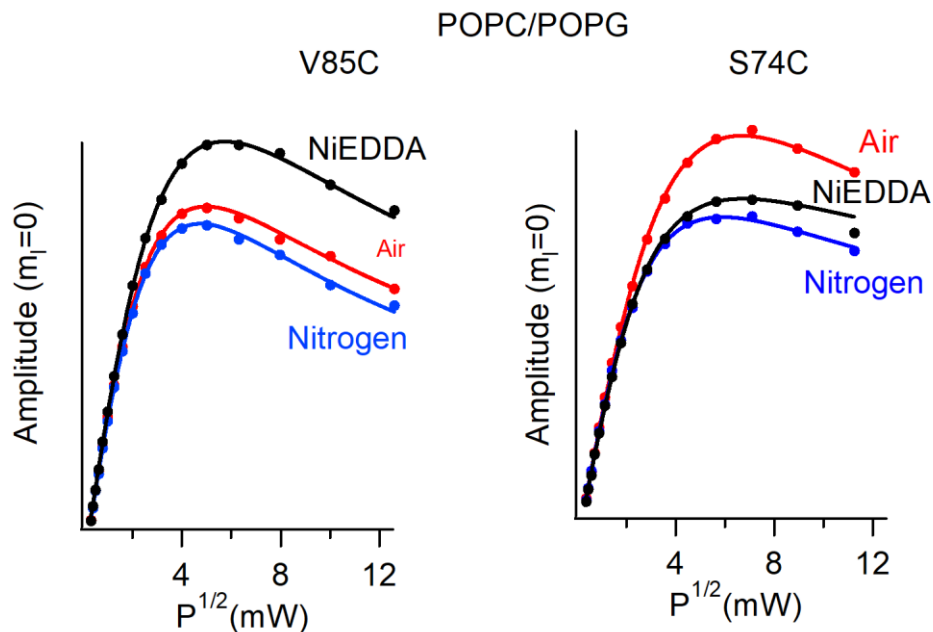 POPC/POPG
V85C
S74C
NiEDDA
Air
Nitrogen
Amplitude (mI=0)
4
8
12
P1/2(mW)
Air
NiEDDA
Nitrogen
Amplitude (mI=0)
4
8
12
P1/2(mW)